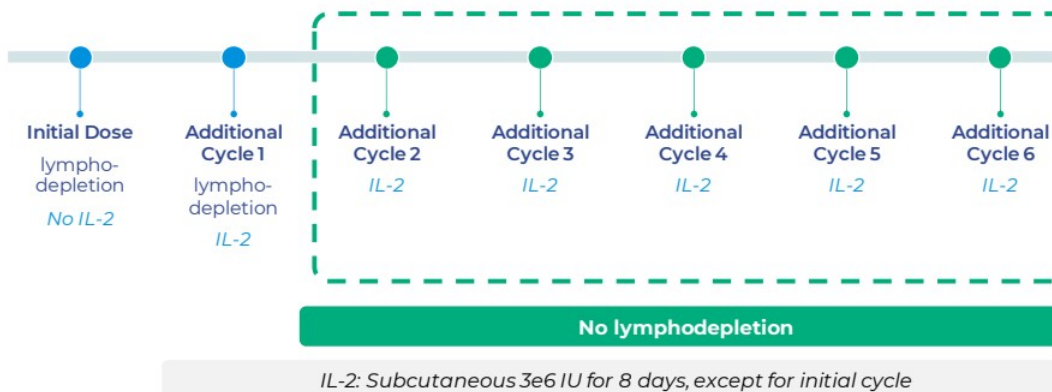 Initial Dose
lympho-
depletion
No IL-2
Additional
Cycle 1
lympho-
depletion
IL-2
Additional
Cycle 2
IL-2
Additional
Cycle 3
IL-2
Additional
Cycle 4
IL-2
Additional
Cycle 5
IL-2
Additional
Cycle 6
IL-2
No lymphodepletion
IL-2: Subcutaneous 3e6 IU for 8 days, except for initial cycle